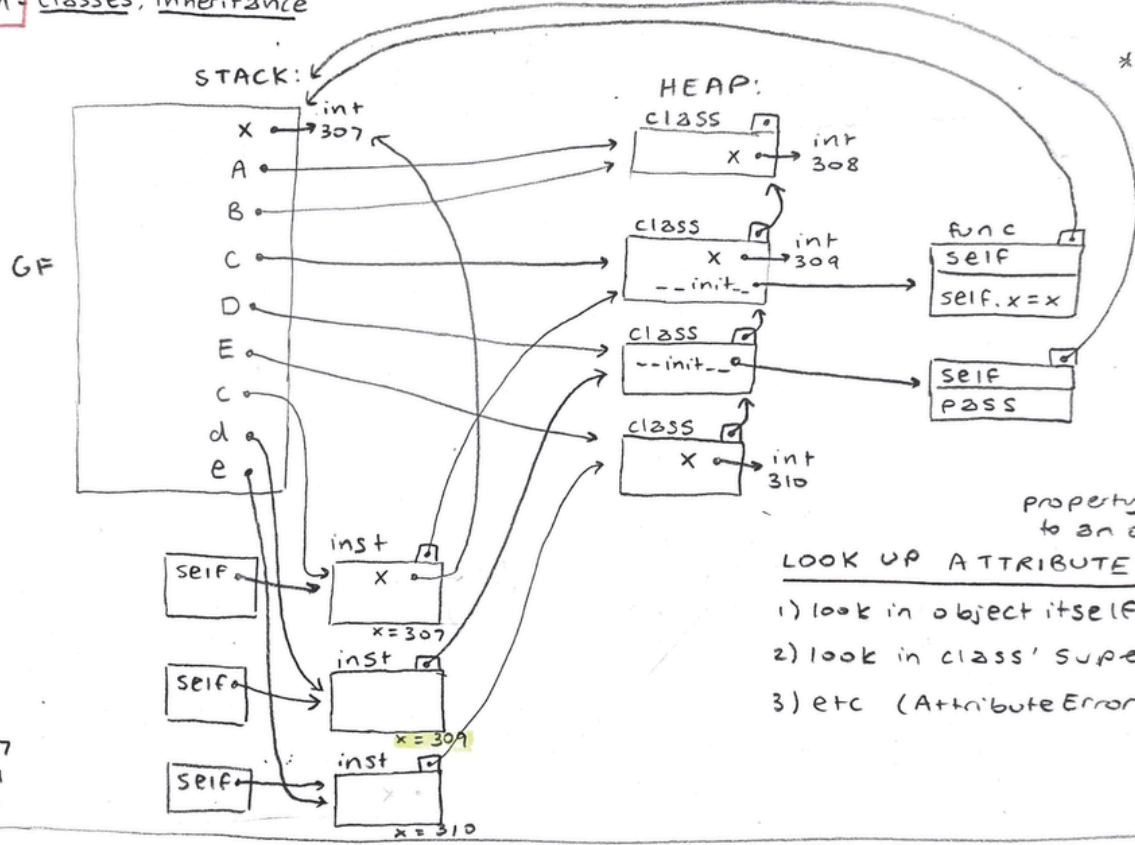 Classes, Inheritance
STACK:
GF
x
int
307
A
B
C
D
E
c
d
e
HEAP:
class
x
int
308
class
x
int
309
__init__
class
__init__
class
x
int
310
func
self
self.x = x
self
pass
self
inst
x
x = 307
self
inst
x = 309
self
inst
x
x = 310
*
property
to an
LOOK UP ATTRIBUTE
1) look in object itself
2) look in class' supe
3) etc (AttributeError